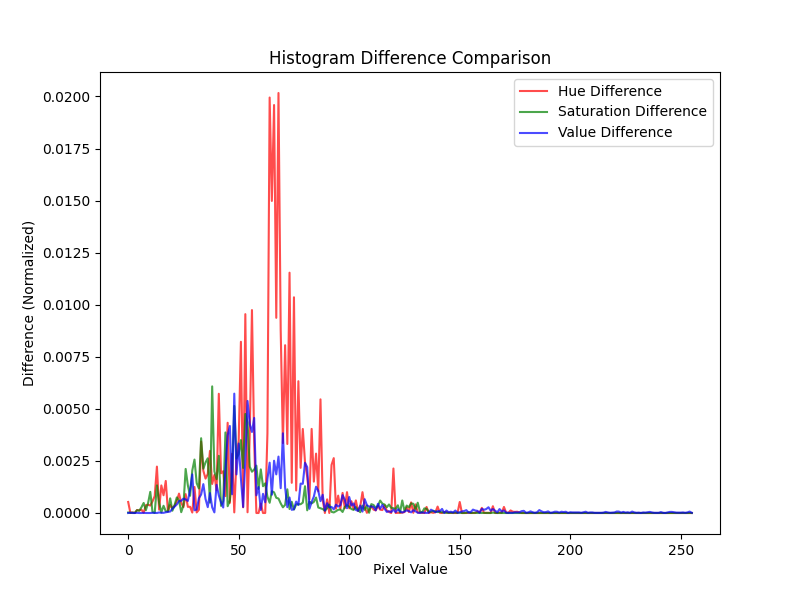 Histogram Difference Comparison
Hue Difference
Saturation Difference
Value Difference
0.0200
0.0175
0.0150
0.0125
0.0100
0.0075
0.0050
0.0025
0.0000
Difference (Normalized)
0 50 100 150 200 250
Pixel Value